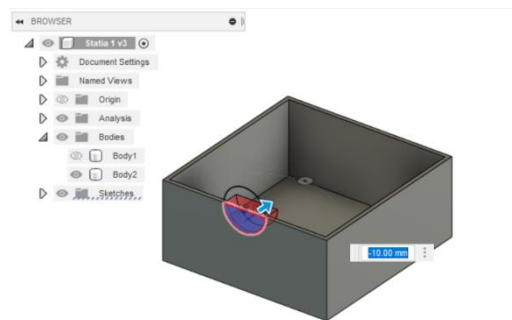 BROWSER
Statia 1 v3
Document Settings
Named Views
Origin
Analysis
Bodies
Body1
Body2
Sketches
-10.00 mm